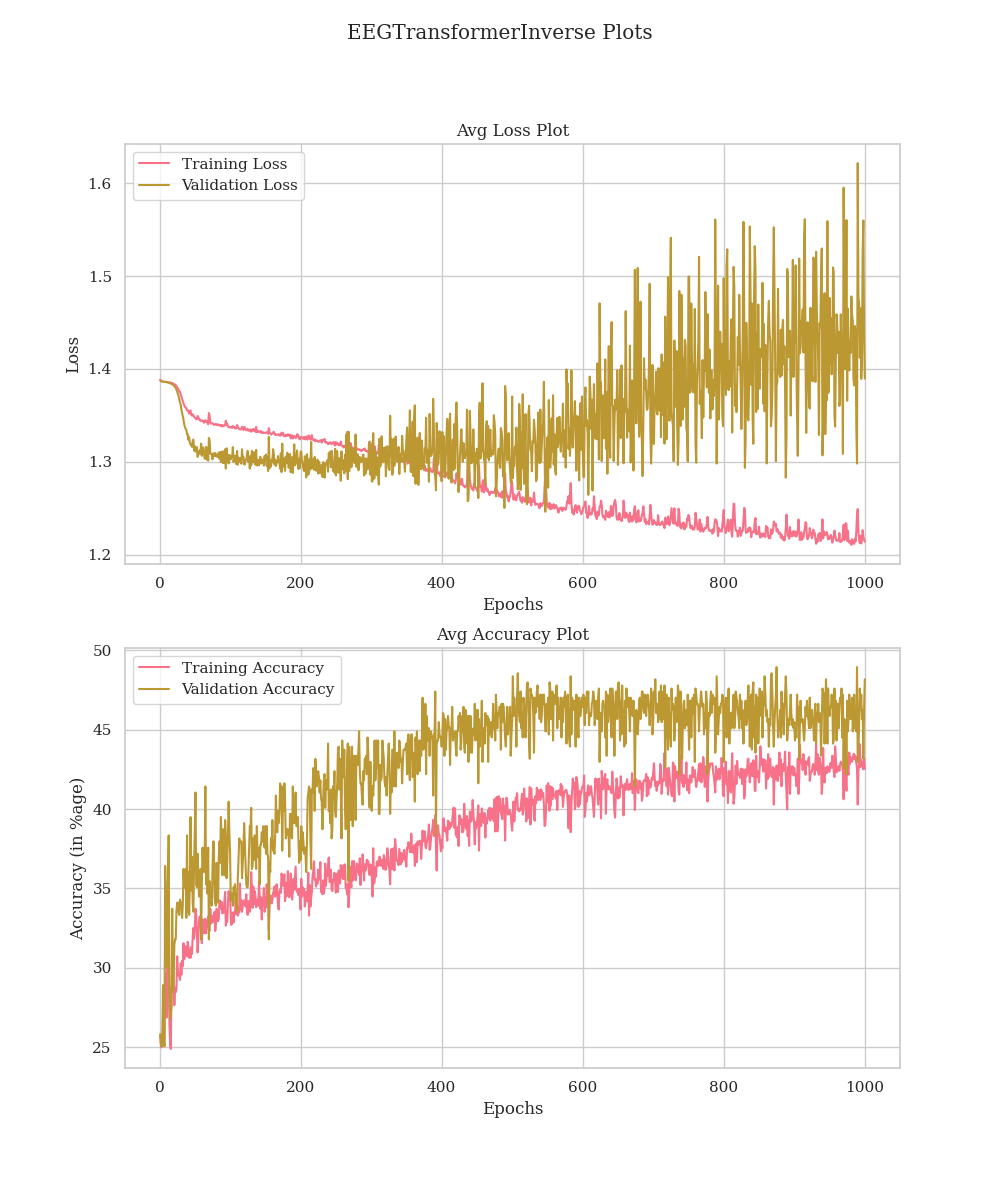 EEGTransformerInverse Plots
Avg Loss Plot
Training Loss
Validation Loss
1.6
1.5
1.4
1.3
1.2
Loss
0 200 400 600 800 1000
Epochs
Avg Accuracy Plot
Training Accuracy
Validation Accuracy
50
45
40
35
30
25
Accuracy (in %age)
0 200 400 600 800 1000
Epochs